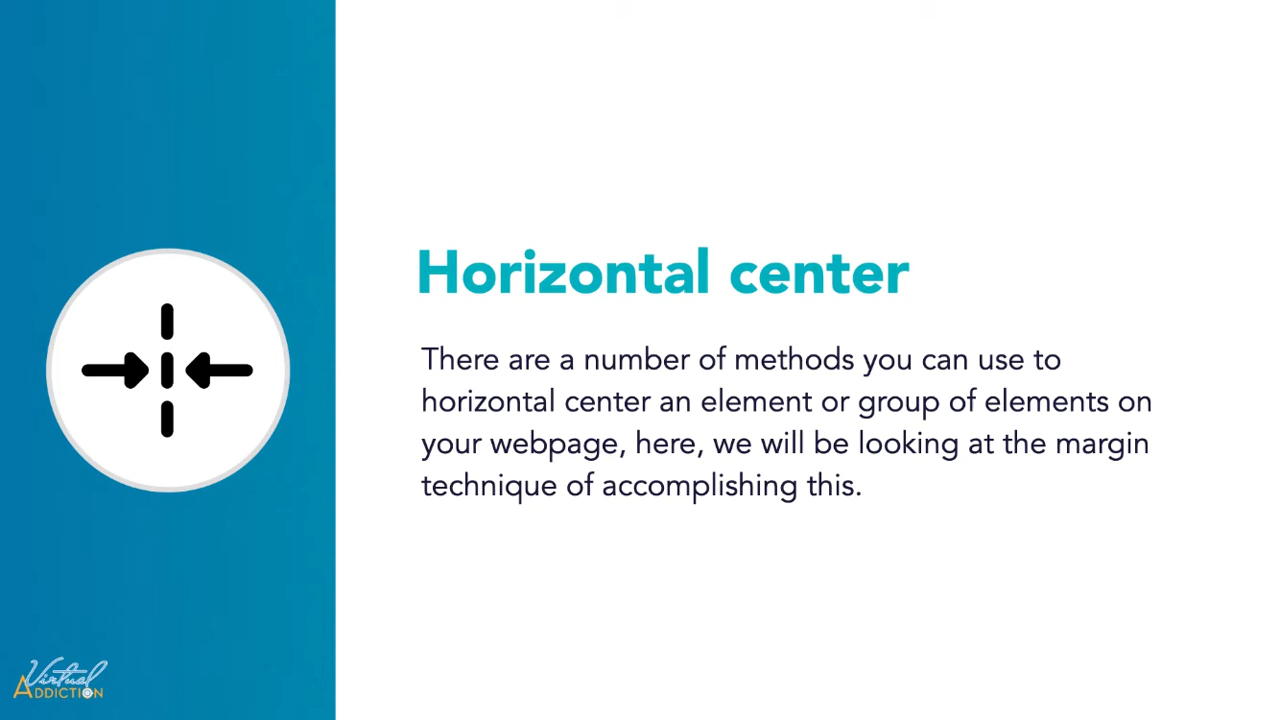 Horizontal center
There are a number of methods you can use to
horizontal center an element or group of elements on
your webpage, here, we will be looking at the margin
technique of accomplishing this.
Virtual
ADDICTION